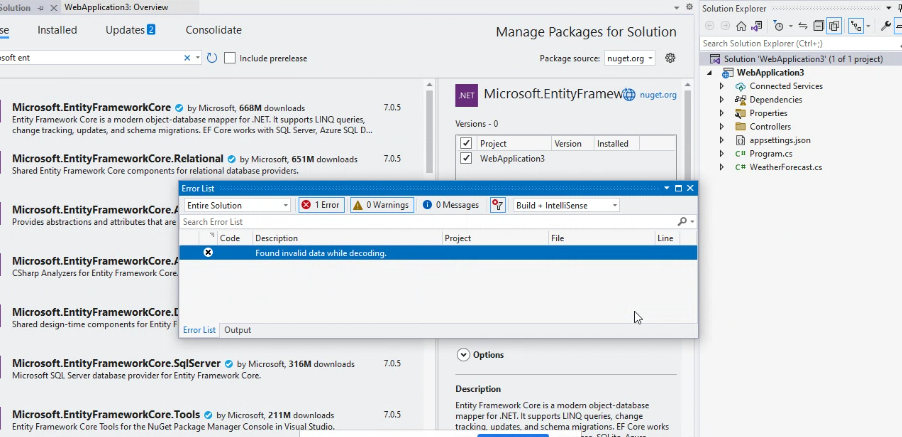 Solution
WebApplication3: Overview
Installed
Updates 2
Consolidate
Manage Packages for Solution
soft ent
Include prerelease
Package source: nuget.org
Microsoft.EntityFrameworkCore by Microsoft, 668M downloads 7.0.5
Entity Framework Core is a modern object-database mapper for .NET. It supports LINQ queries,
change tracking, updates, and schema migrations. EF Core works with SQL Server, Azure SQL D...
Microsoft.EntityFrameworkCore.Relational by Microsoft, 651M downloads 7.0.5
Shared Entity Framework Core components for relational database providers.
Microsoft.EntityFrameworkCore.A
Provides abstractions and attributes that are
Microsoft.EntityFrameworkCore.A
CSharp Analyzers for Entity Framework Core.
Microsoft.EntityFrameworkCore.D
Shared design-time components for Entity F
Microsoft.EntityFrameworkCore.SqlServer by Microsoft, 316M downloads 7.0.5
Microsoft SQL Server database provider for Entity Framework Core.
Microsoft.EntityFrameworkCore.Tools by Microsoft, 211M downloads 7.0.5
Entity Framework Core Tools for the NuGet Package Manager Console in Visual Studio.
.NET
Microsoft.EntityFramew
nuget.org
Versions - 0
Project Version Installed
WebApplication3
Error List
Entire Solution
1 Error
0 Warnings
0 Messages
Build + IntelliSense
Search Error List
Code Description Project File Line
Found invalid data while decoding.
Error List Output
Options
Description
Entity Framework Core is a modern object-database
mapper for .NET. It supports LINQ queries, change
tracking, updates, and schema migrations. EF Core works
Solution Explorer
Search Solution Explorer (Ctrl+;)
Solution 'WebApplication3' (1 of 1 project)
WebApplication3
Connected Services
Dependencies
Properties
Controllers
appsettings.json
C# Program.cs
C# WeatherForecast.cs